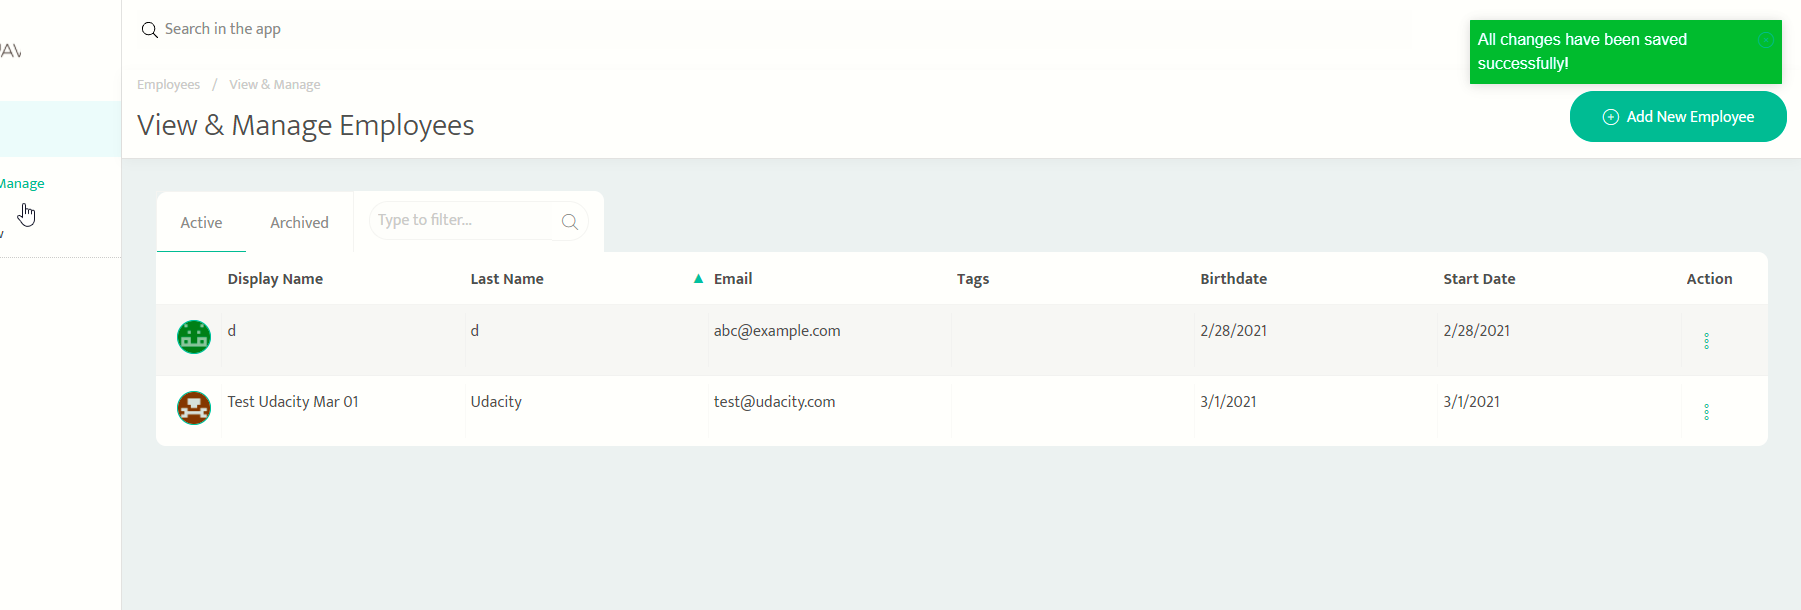 Search in the app
All changes have been saved
successfully!
Employees / View & Manage
View & Manage Employees
Add New Employee
Manage
Active Archived Type to filter...
Display Name Last Name Email Tags Birthdate Start Date Action
d d abc@example.com 2/28/2021 2/28/2021
Test Udacity Mar 01 Udacity test@udacity.com 3/1/2021 3/1/2021